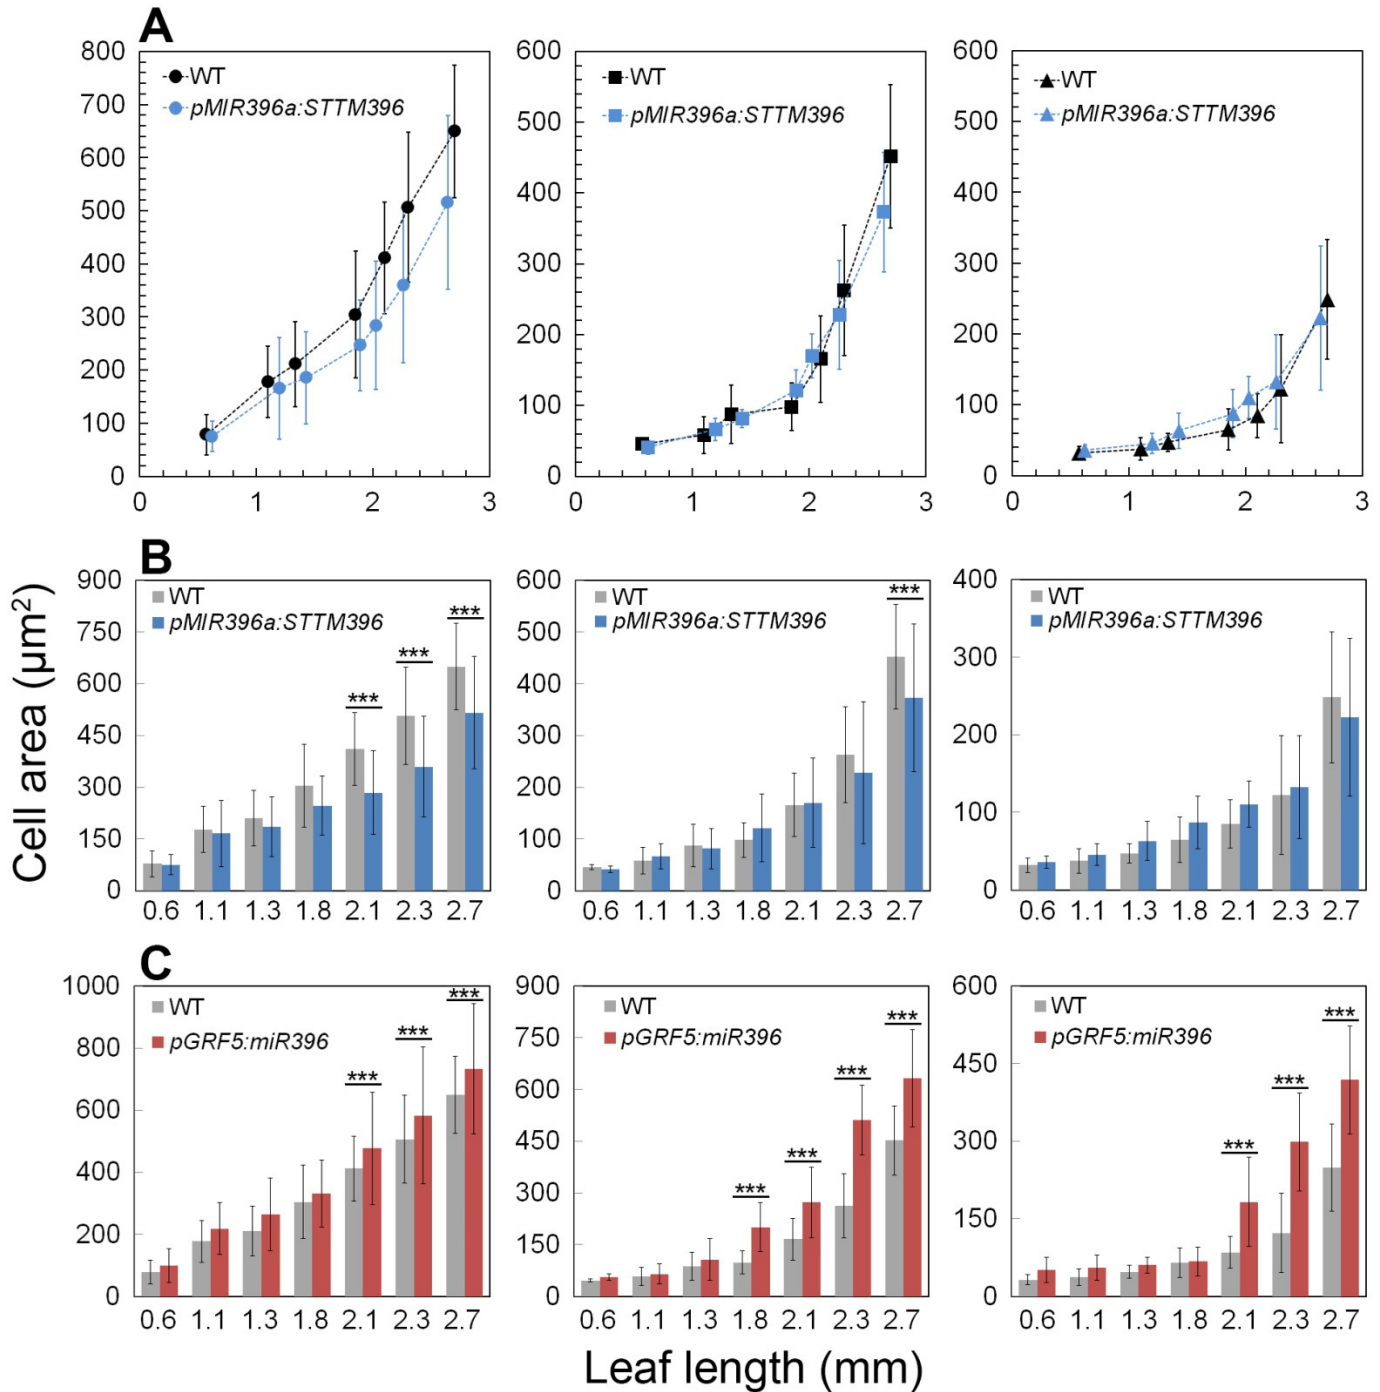 A
800
700
600
500
400
300
200
100
0
0 1 2 3
WT
pMIR396a:STTM396
600
500
400
300
200
100
0
0 1 2 3
WT
pMIR396a:STTM396
600
500
400
300
200
100
0
0 1 2 3
WT
pMIR396a:STTM396
Cell area (µm²)
B
900
750
600
450
300
150
0
0.6 1.1 1.3 1.8 2.1 2.3 2.7
WT
pMIR396a:STTM396
***
***
***
600
500
400
300
200
100
0
0.6 1.1 1.3 1.8 2.1 2.3 2.7
WT
pMIR396a:STTM396
***
400
300
200
100
0
0.6 1.1 1.3 1.8 2.1 2.3 2.7
WT
pMIR396a:STTM396
C
1000
800
600
400
200
0
0.6 1.1 1.3 1.8 2.1 2.3 2.7
WT
pGRF5:miR396
***
***
***
900
750
600
450
300
150
0
0.6 1.1 1.3 1.8 2.1 2.3 2.7
WT
pGRF5:miR396
***
***
***
***
600
450
300
150
0
0.6 1.1 1.3 1.8 2.1 2.3 2.7
WT
pGRF5:miR396
***
***
***
Leaf length (mm)